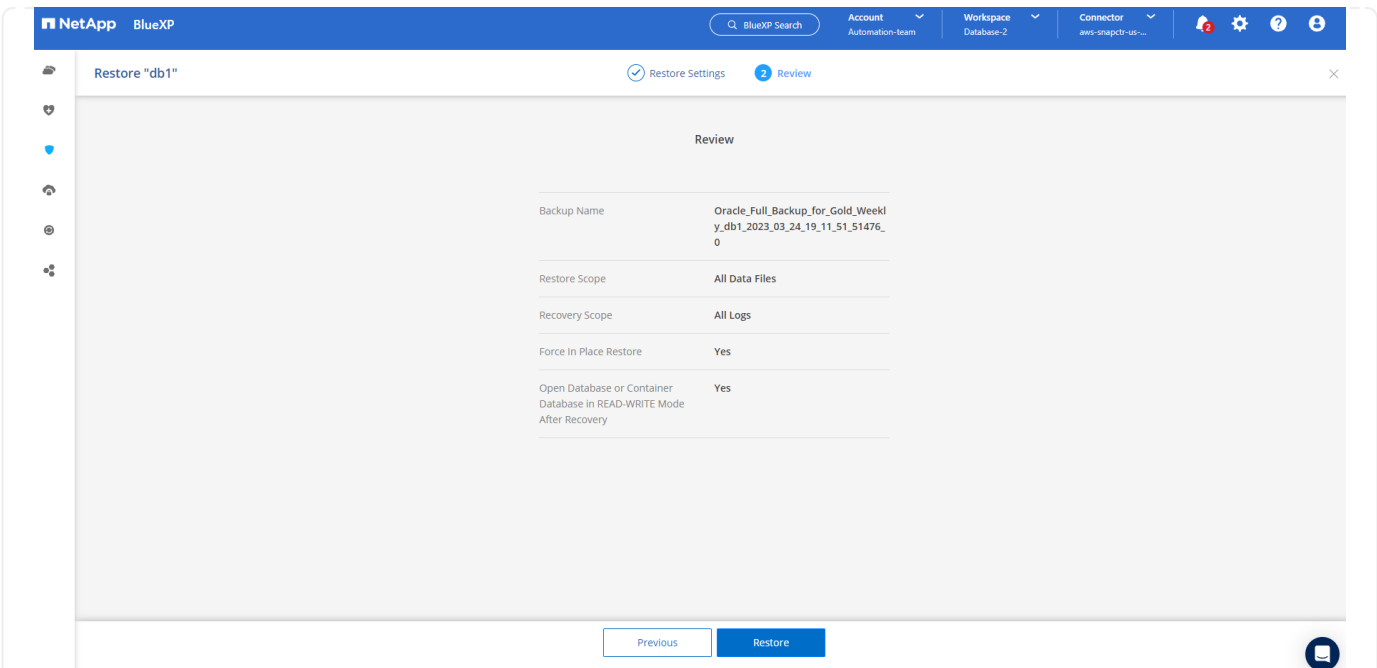 NetApp BlueXP BlueXP Search Account Workspace Connector
Automation-team Database-2 aws-snapctr-us-... 2
Restore "db1" Restore Settings 2 Review
Review
Backup Name Oracle_Full_Backup_for_Gold_Weekl
y_db1_2023_03_24_19_11_51_51476_
0
Restore Scope All Data Files
Recovery Scope All Logs
Force In Place Restore Yes
Open Database or Container Yes
Database in READ-WRITE Mode
After Recovery
Previous Restore